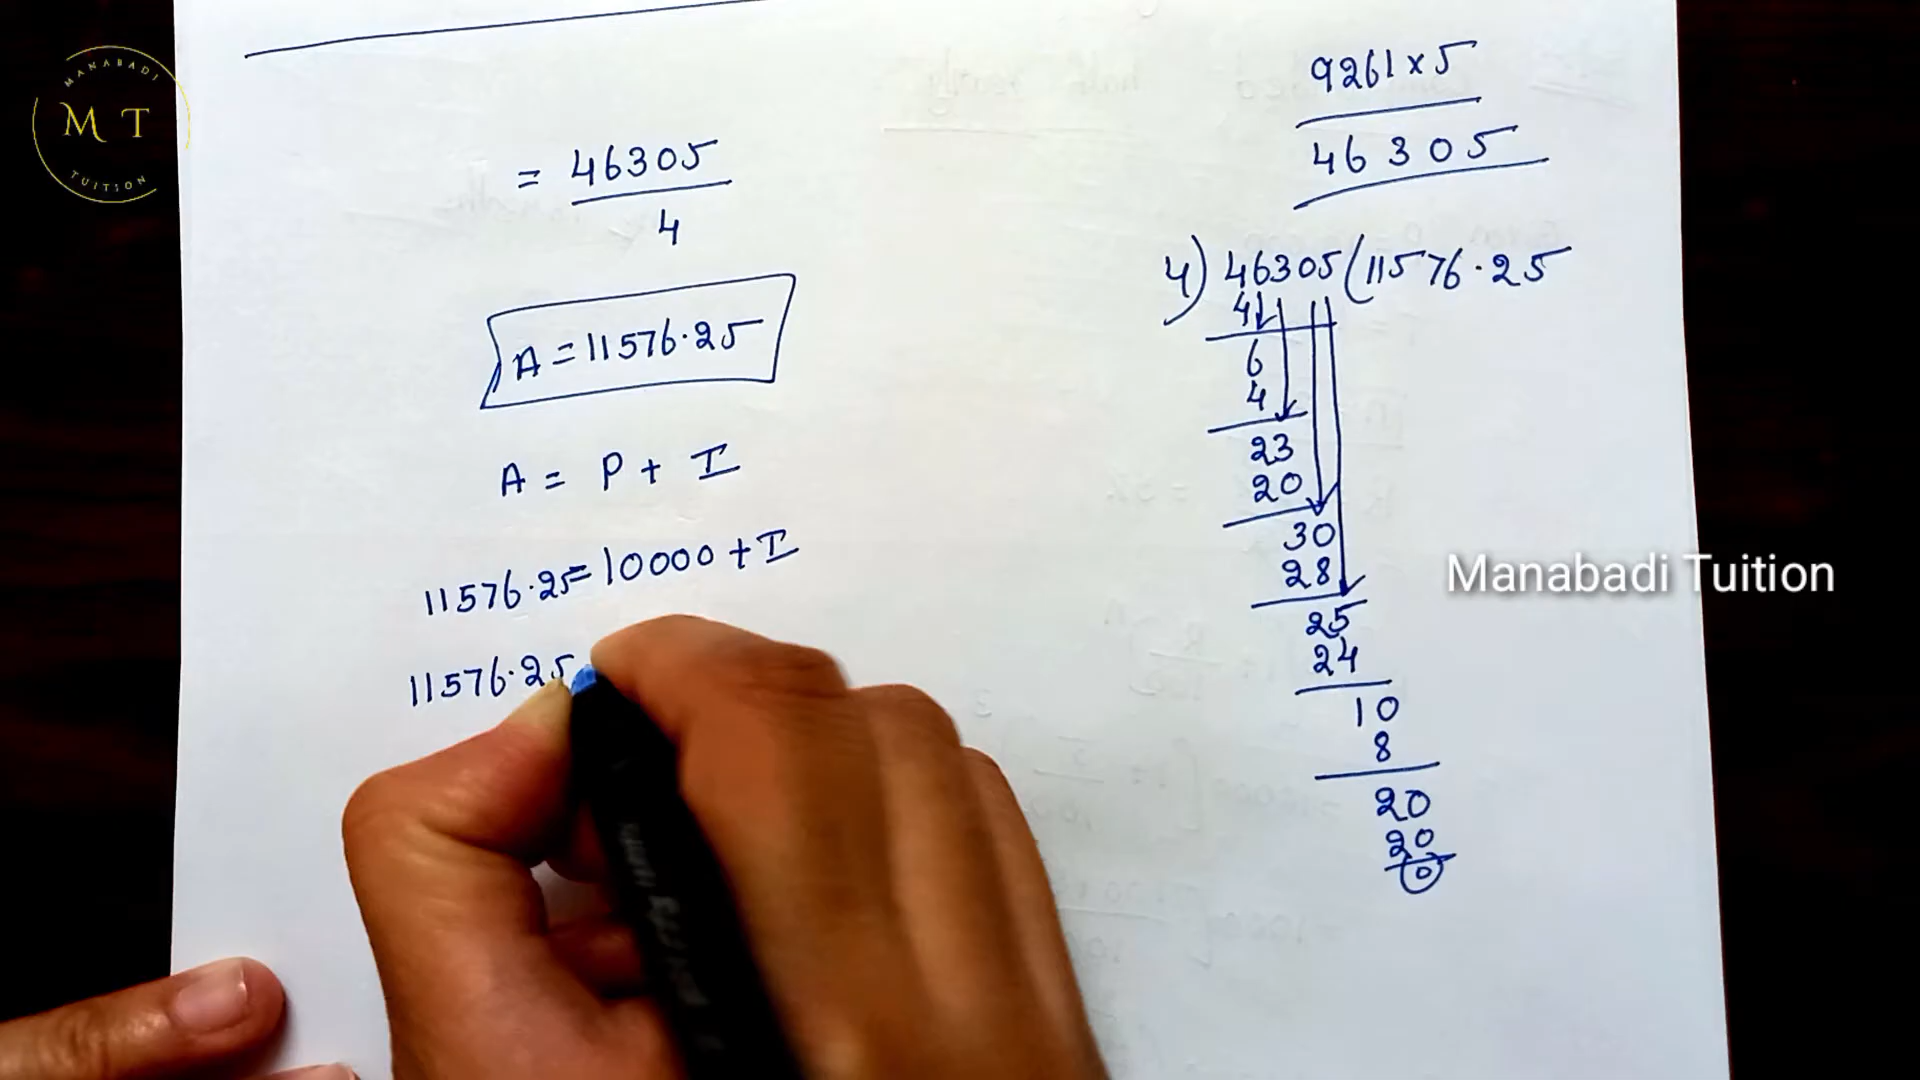 MANABADI
M T
TUITION
= 46305
4
A = 11576.25
A = P + I
11576.25 = 10000 + I
11576.25
9261 x 5
46305
4) 46305 (11576.25
4
6
4
23
20
30
28
25
24
10
8
20
20
0
Manabadi Tuition